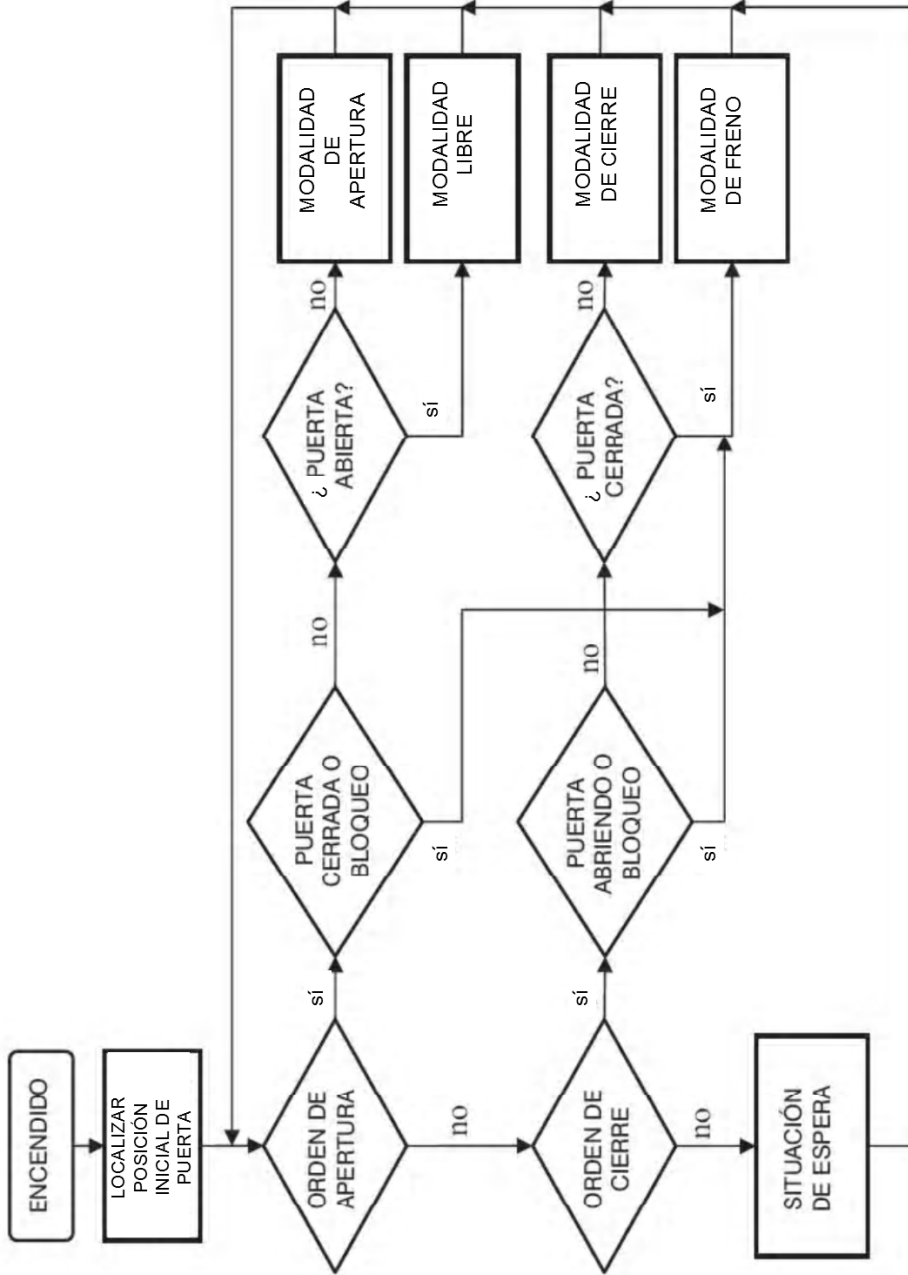 ENCENDIDO
LOCALIZAR
POSICIÓN
INICIAL DE
PUERTA
ORDEN DE
APERTURA
sí
no
PUERTA
CERRADA O
BLOQUEO
no
sí
¿ PUERTA
ABIERTA?
no
sí
MODALIDAD
DE
APERTURA
MODALIDAD
LIBRE
ORDEN DE
CIERRE
sí
no
PUERTA
ABRIENDO O
BLOQUEO
no
sí
¿ PUERTA
CERRADA?
no
sí
MODALIDAD
DE CIERRE
MODALIDAD
DE FRENO
SITUACIÓN
DE ESPERA